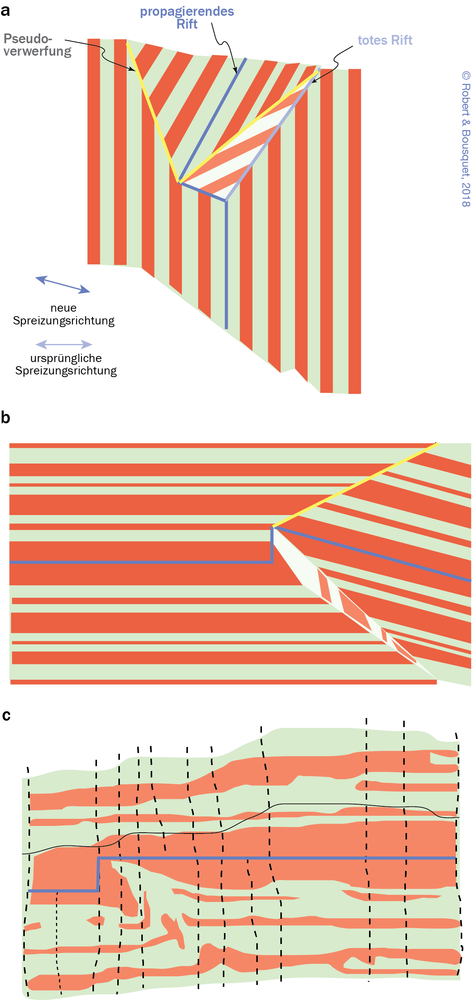 a
propagierendes
Rift
Pseudo-
verwerfung
totes Rift
© Robert & Bousquet, 2018
neue
Spreizungsrichtung
ursprüngliche
Spreizungsrichtung
b
c